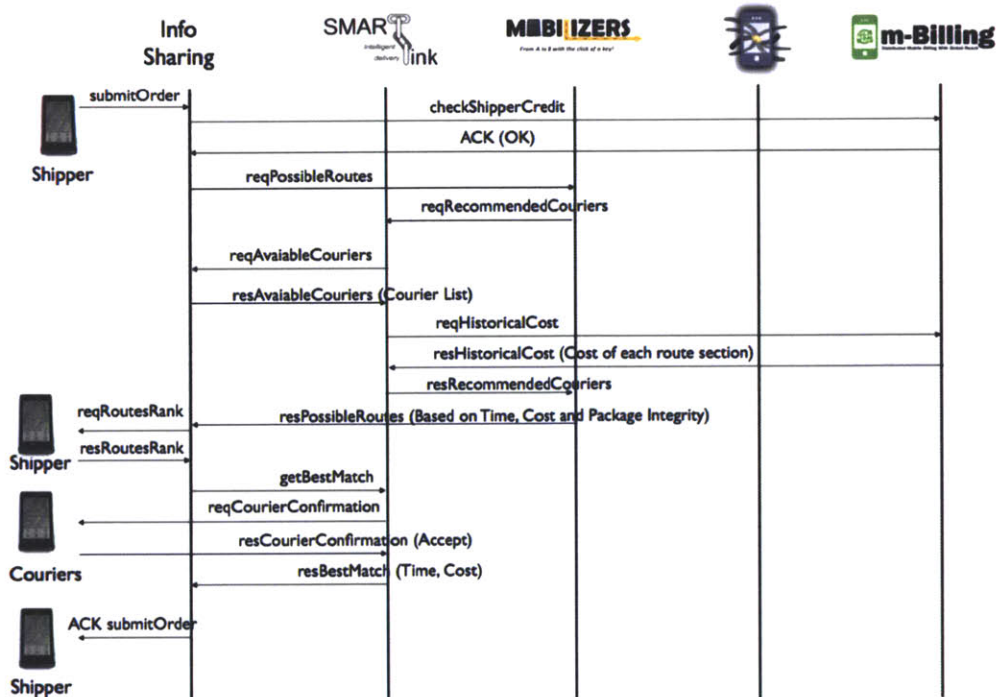 Info
Sharing
SMART
intelligent
delivery
link
MOBILIZERS
From A to B with the click of a key!
m-Billing
submitOrder
checkShipperCredit
ACK (OK)
Shipper
reqPossibleRoutes
reqRecommendedCouriers
reqAvaiableCouriers
resAvaiableCouriers (Courier List)
reqHistoricalCost
resHistoricalCost (Cost of each route section)
resRecommendedCouriers
reqRoutesRank
resPossibleRoutes (Based on Time, Cost and Package Integrity)
resRoutesRank
Shipper
getBestMatch
reqCourierConfirmation
resCourierConfirmation (Accept)
Couriers
resBestMatch (Time, Cost)
ACK submitOrder
Shipper